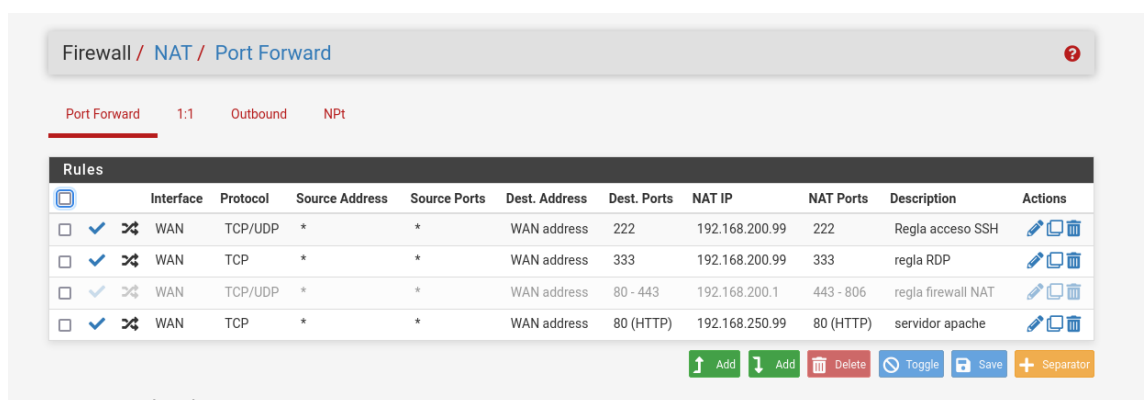 Firewall / NAT / Port Forward
Port Forward 1:1 Outbound NPt
Rules
Interface Protocol Source Address Source Ports Dest. Address Dest. Ports NAT IP NAT Ports Description Actions
WAN TCP/UDP * * WAN address 222 192.168.200.99 222 Regla acceso SSH
WAN TCP * * WAN address 333 192.168.200.99 333 regla RDP
WAN TCP/UDP * * WAN address 80 - 443 192.168.200.1 443 - 806 regla firewall NAT
WAN TCP * * WAN address 80 (HTTP) 192.168.250.99 80 (HTTP) servidor apache
Add Add Delete Toggle Save Separator